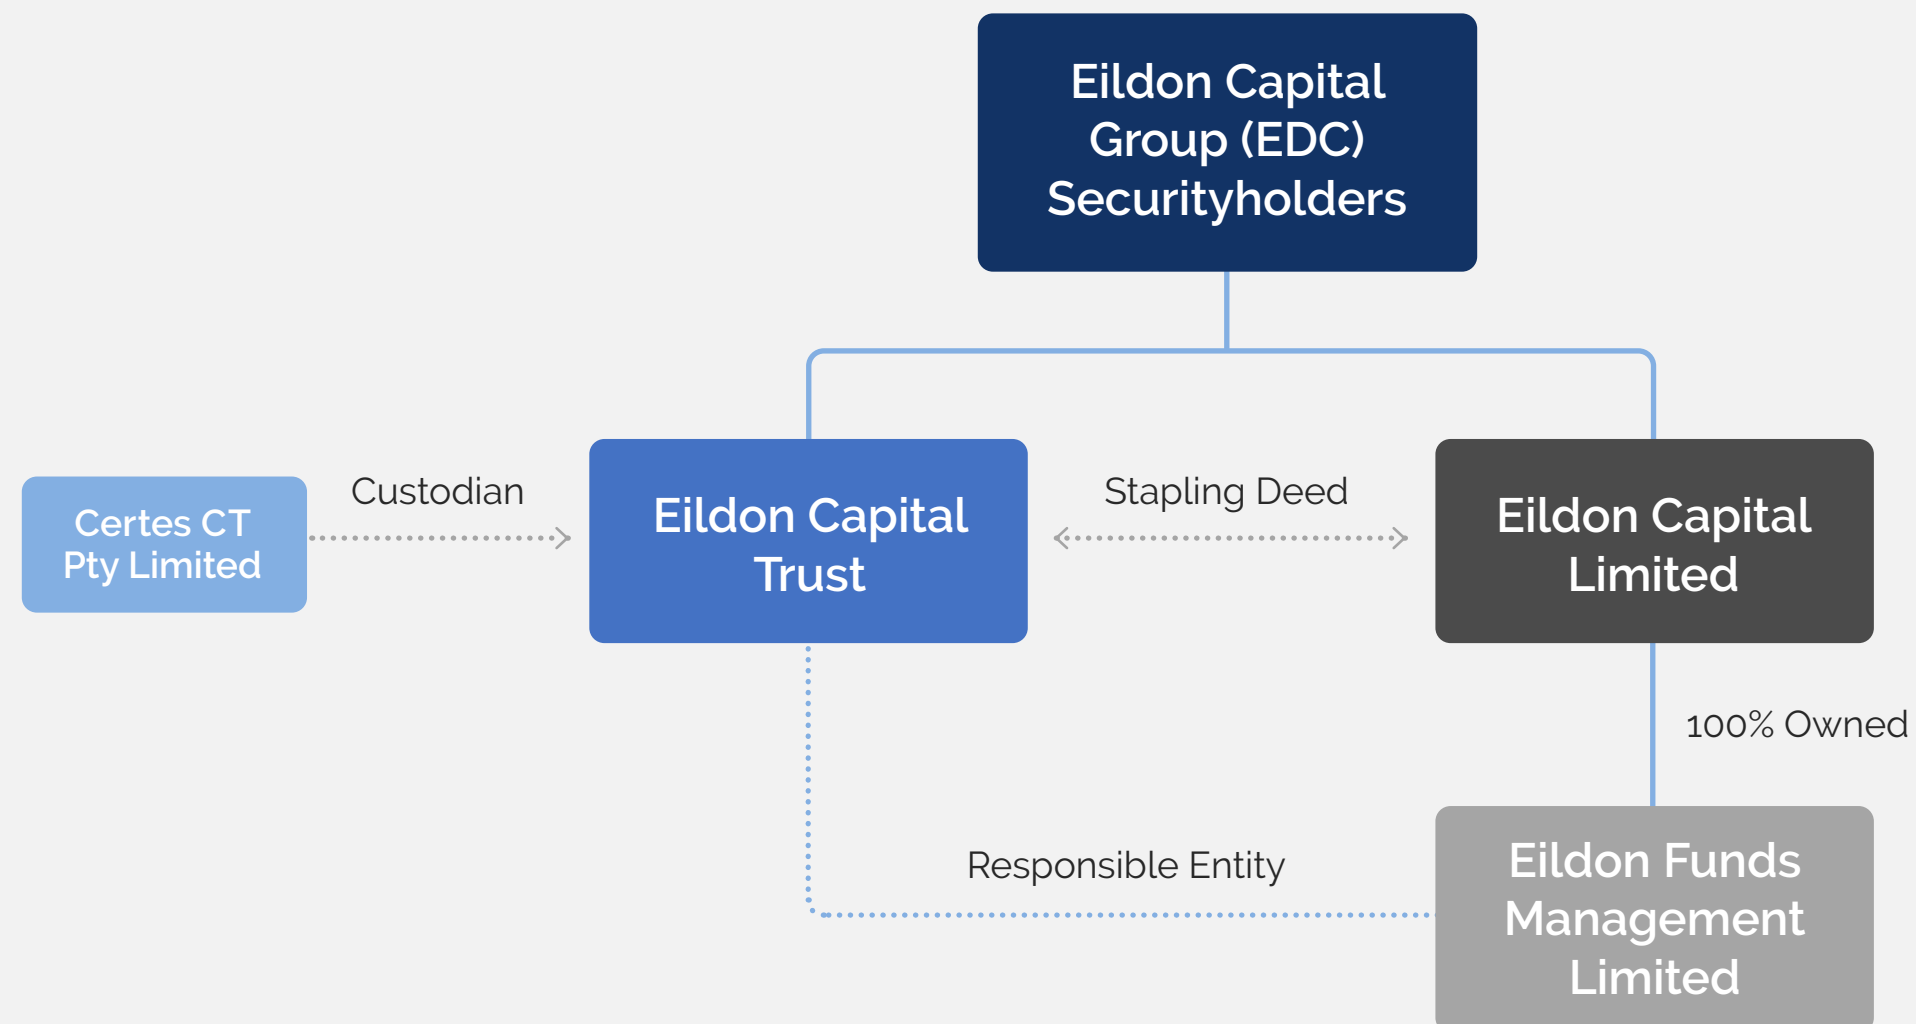 Eildon Capital
Group (EDC)
Securityholders
Certes CT
Pty Limited
Custodian
Eildon Capital
Trust
Stapling Deed
Eildon Capital
Limited
100% Owned
Responsible Entity
Eildon Funds
Management
Limited